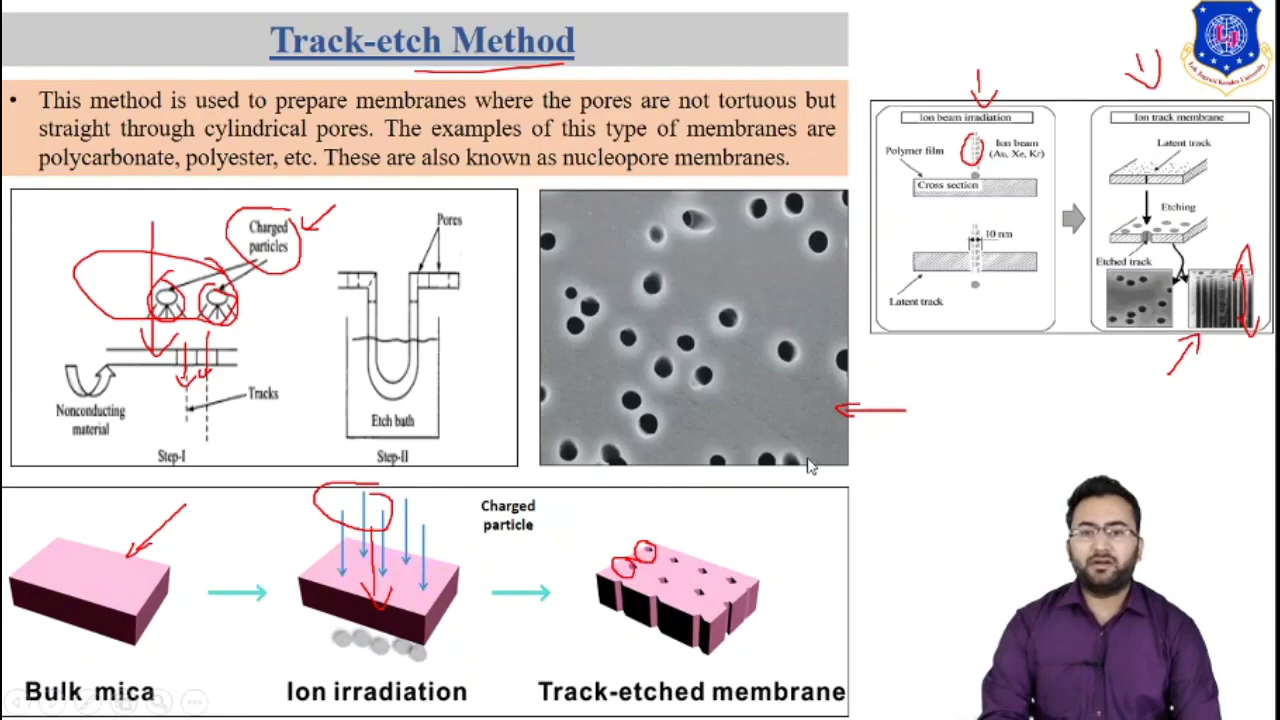 Track-etch Method
• This method is used to prepare membranes where the pores are not tortuous but
straight through cylindrical pores. The examples of this type of membranes are
polycarbonate, polyester, etc. These are also known as nucleopore membranes.
Charged
particles
Nonconducting
material
Tracks
Step-I
Pores
Etch bath
Step-II
Ion beam irradiation
Polymer film
Ion beam
(Au, Xe, Kr)
Cross section
10 nm
Latent track
Ion track membrane
Latent track
Etching
Etched track
Charged
particle
Bulk mica
Ion irradiation
Track-etched membrane